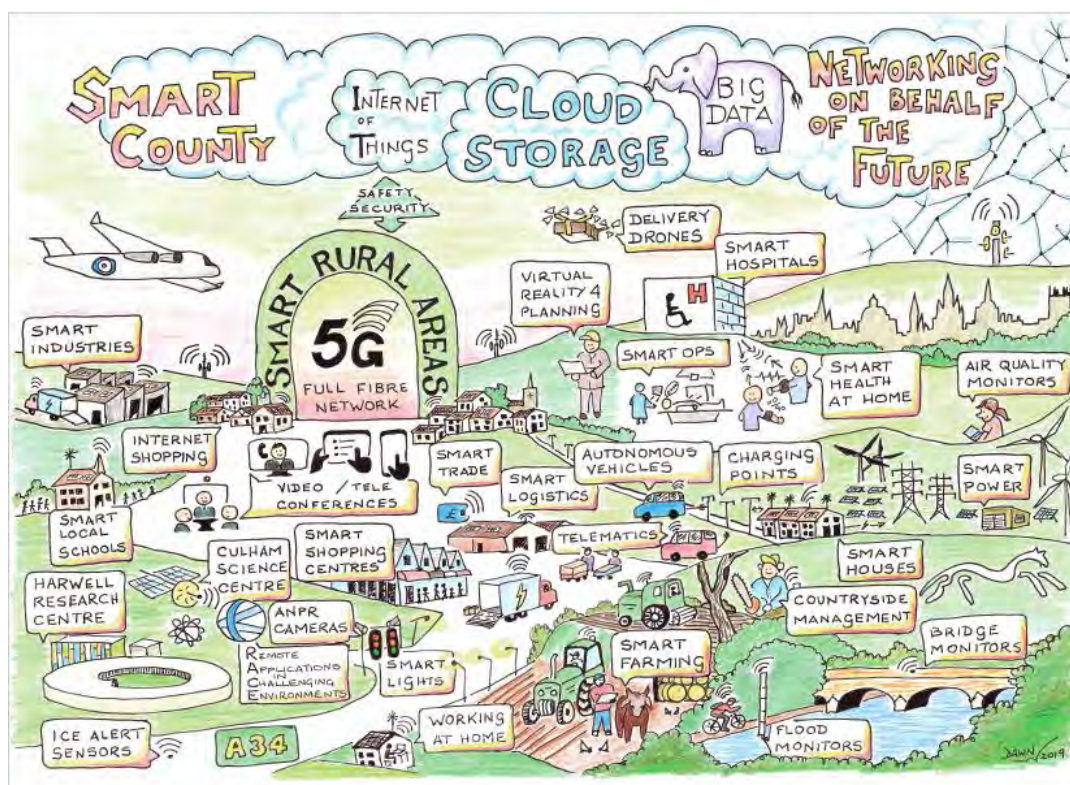 SMART
COUNTY
INTERNET
OF
THINGS
CLOUD
STORAGE
BIG
DATA
NETWORKING
ON BEHALF
OF THE
FUTURE
SAFETY
SECURITY
SMART RURAL AREAS
5G
FULL FIBRE
NETWORK
DELIVERY
DRONES
SMART
HOSPITALS
H
VIRTUAL
REALITY 4
PLANNING
SMART
INDUSTRIES
SMART OPS
SMART
HEALTH
AT HOME
AIR QUALITY
MONITORS
INTERNET
SHOPPING
VIDEO / TELE
CONFERENCES
SMART
TRADE
£
SMART
LOGISTICS
AUTONOMOUS
VEHICLES
CHARGING
POINTS
SMART
POWER
SMART
LOCAL
SCHOOLS
CULHAM
SCIENCE
CENTRE
SMART
SHOPPING
CENTRES
TELEMATICS
SMART
HOUSES
HARWELL
RESEARCH
CENTRE
ANPR
CAMERAS
COUNTRYSIDE
MANAGEMENT
BRIDGE
MONITORS
REMOTE
APPLICATIONS
IN
CHALLENGING
ENVIRONMENTS
SMART
LIGHTS
SMART
FARMING
ICE ALERT
SENSORS
A34
WORKING
AT HOME
FLOOD
MONITORS
DAWN/2019